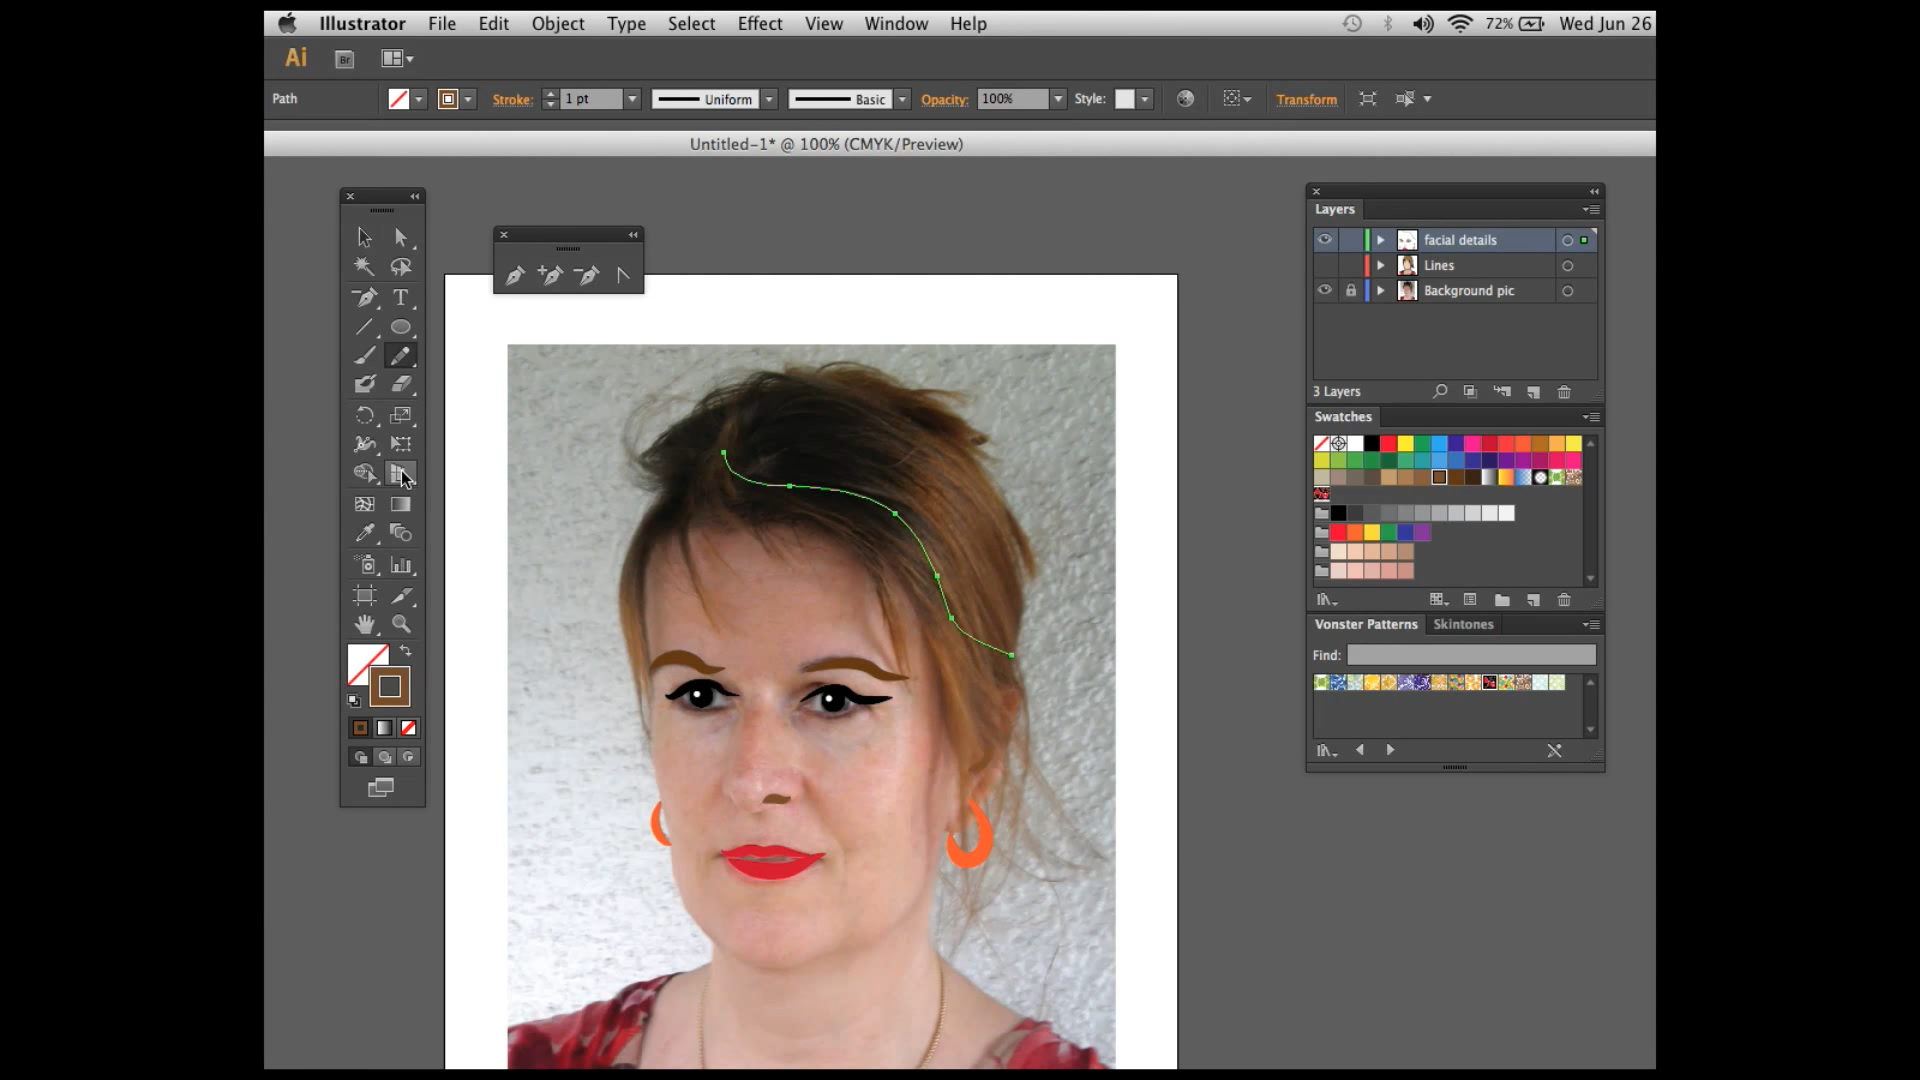 Illustrator File Edit Object Type Select Effect View Window Help 72% Wed Jun 26
Ai Br
Path Stroke: 1 pt Uniform Basic Opacity: 100% Style: Transform
Untitled-1* @ 100% (CMYK/Preview)
Layers
facial details
Lines
Background pic
3 Layers
Swatches
Vonster Patterns Skintones
Find:
T